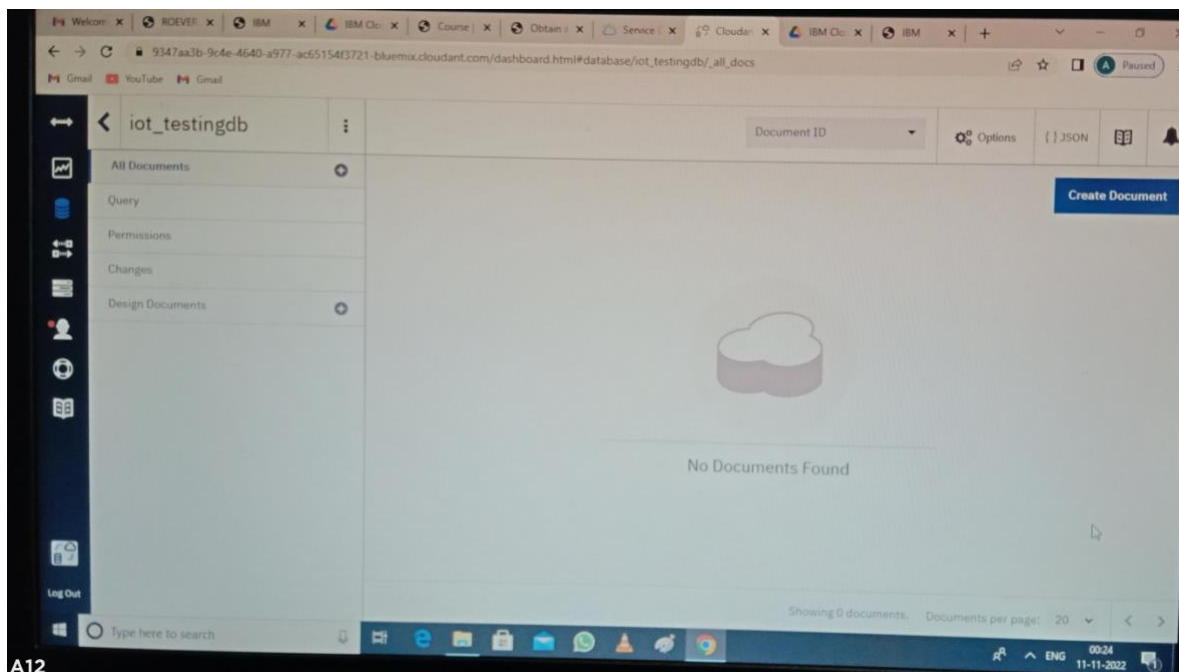 Welcom ROEVER IBM IBM Clo Course Obtain Service Cloudan IBM Clo IBM
9347aa3b-9c4e-4640-a977-ac65154f3721-bluemix.cloudant.com/dashboard.html#database/iot_testingdb/_all_docs
A Paused
Gmail YouTube Gmail
iot_testingdb
Document ID
Options
{ } JSON
All Documents
Create Document
Query
Permissions
Changes
Design Documents
No Documents Found
Log Out
Showing 0 documents. Documents per page: 20
Type here to search
ENG
00:24
11-11-2022
A12